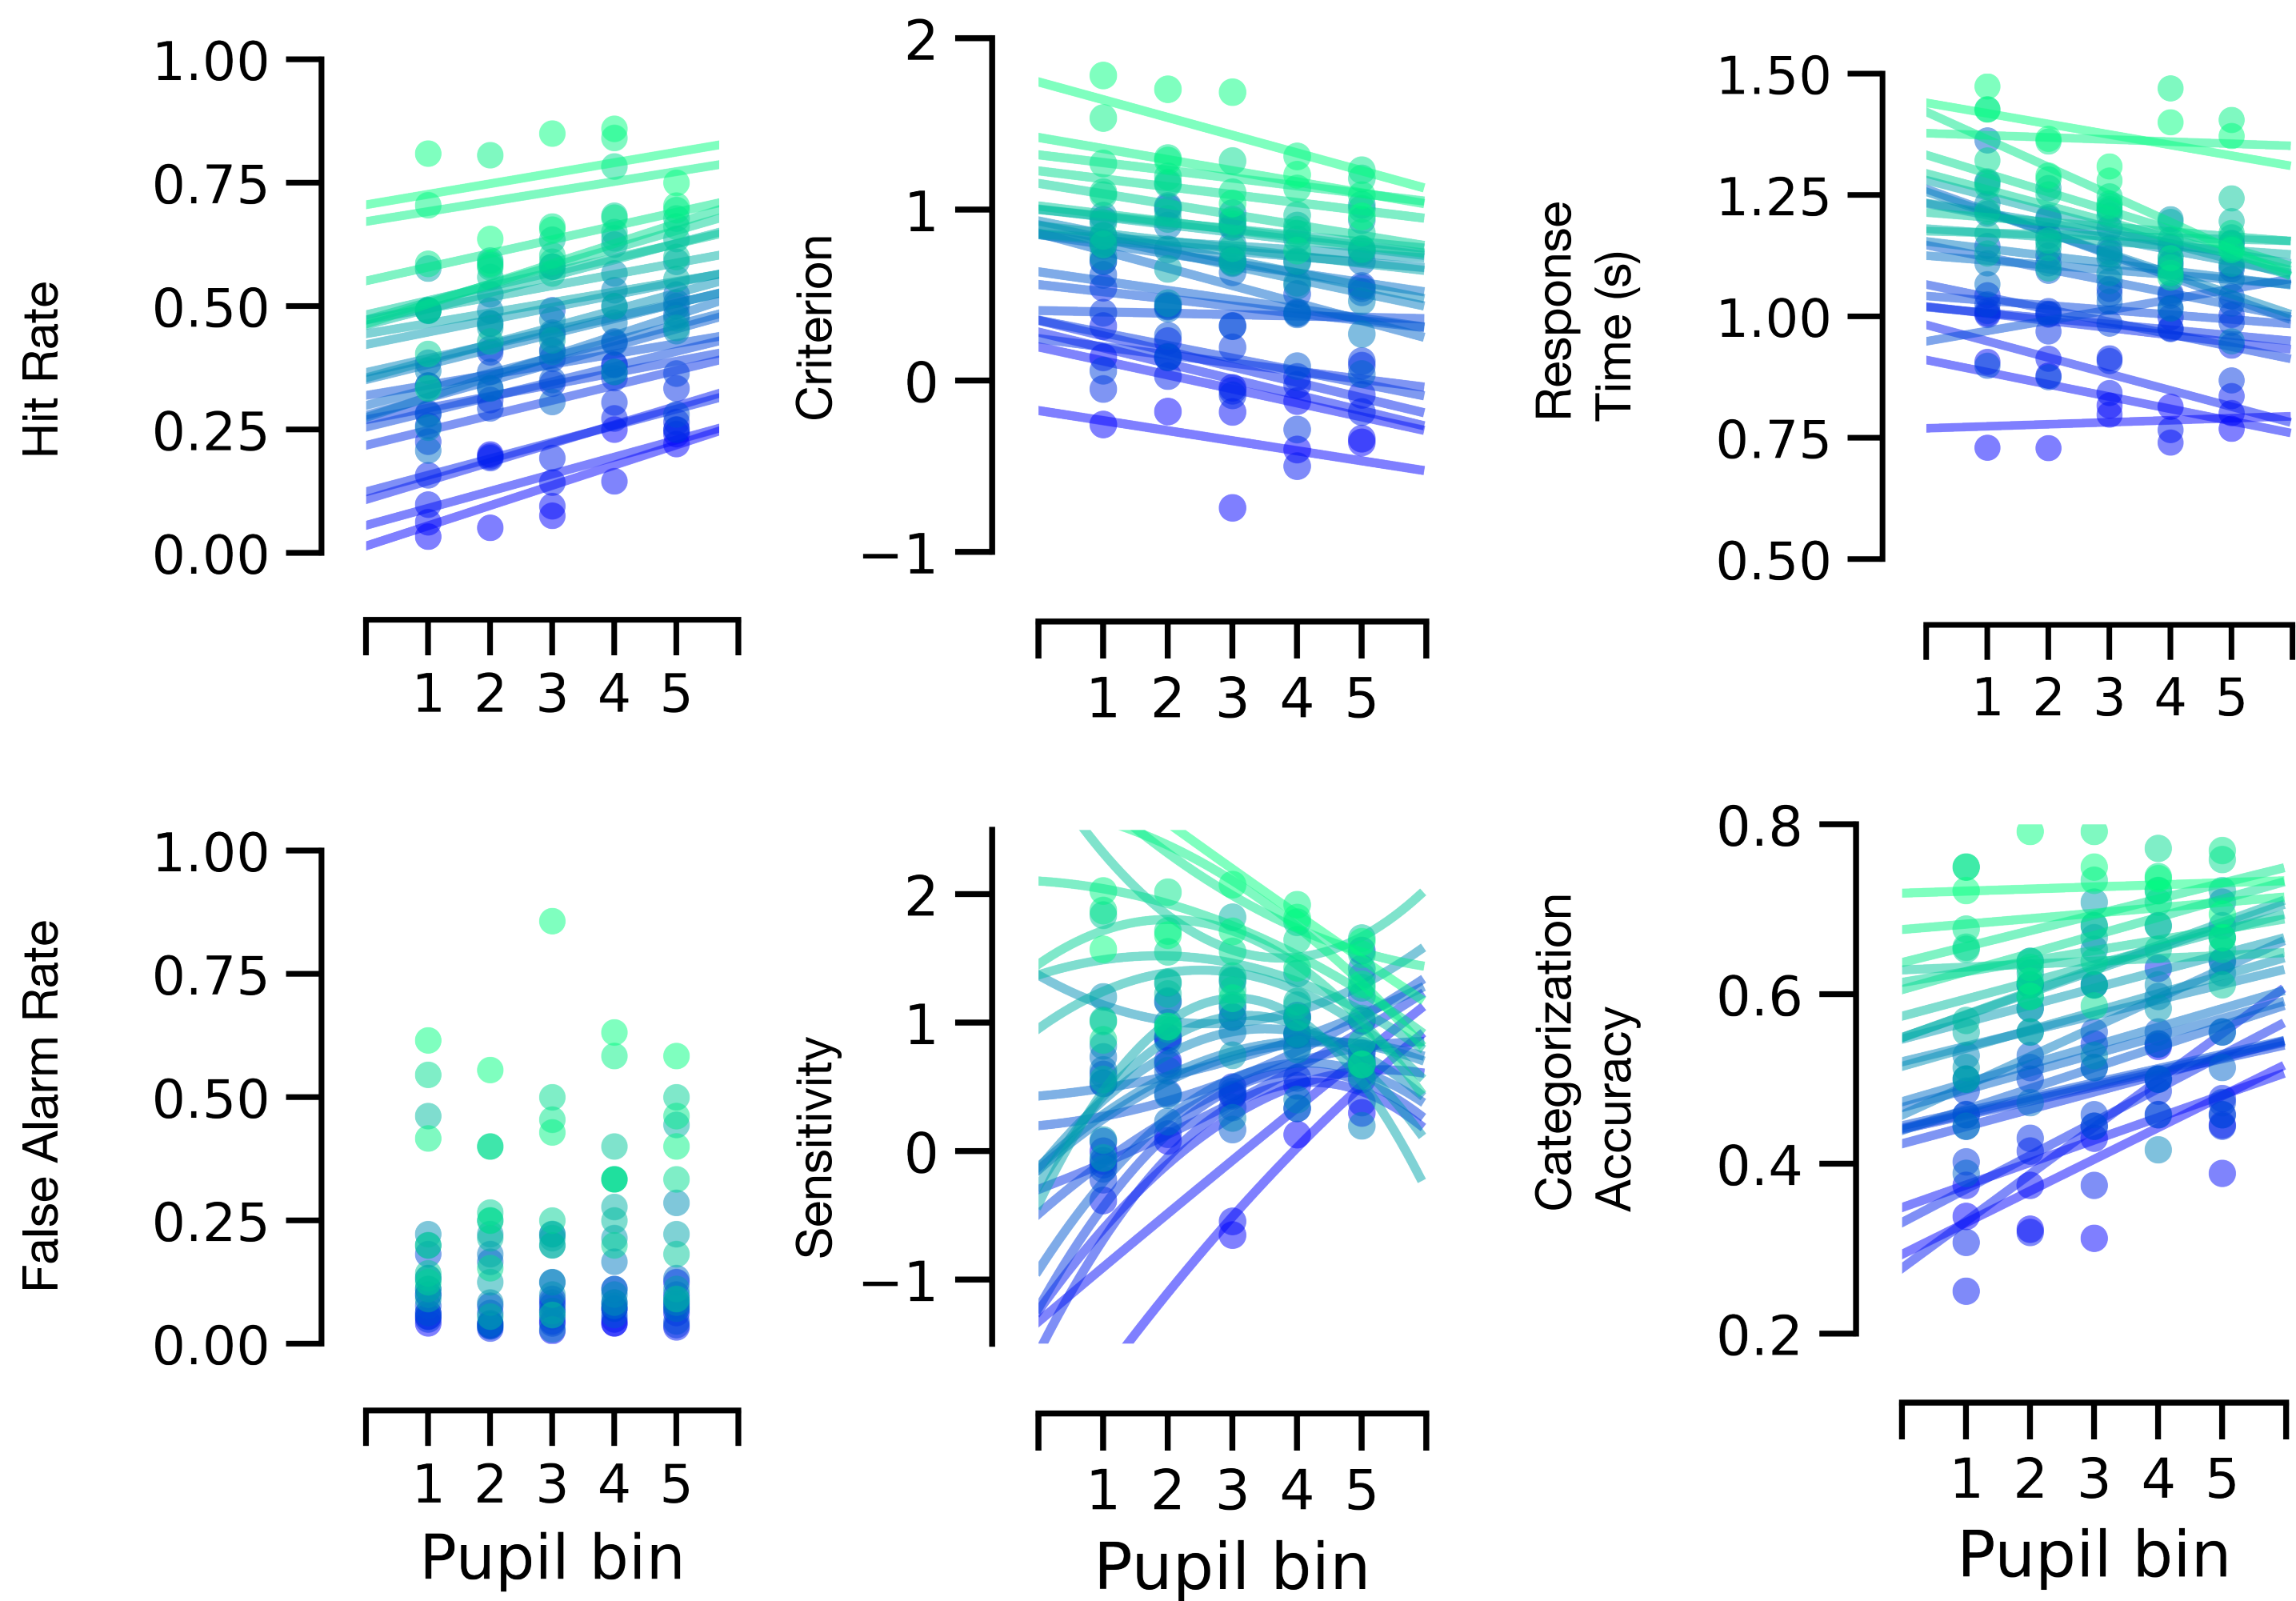 Hit Rate
1.00
0.75
0.50
0.25
0.00
1 2 3 4 5
Criterion
2
1
0
−1
1 2 3 4 5
Response
Time (s)
1.50
1.25
1.00
0.75
0.50
1 2 3 4 5
False Alarm Rate
1.00
0.75
0.50
0.25
0.00
1 2 3 4 5
Pupil bin
Sensitivity
2
1
0
−1
1 2 3 4 5
Pupil bin
Categorization
Accuracy
0.8
0.6
0.4
0.2
1 2 3 4 5
Pupil bin